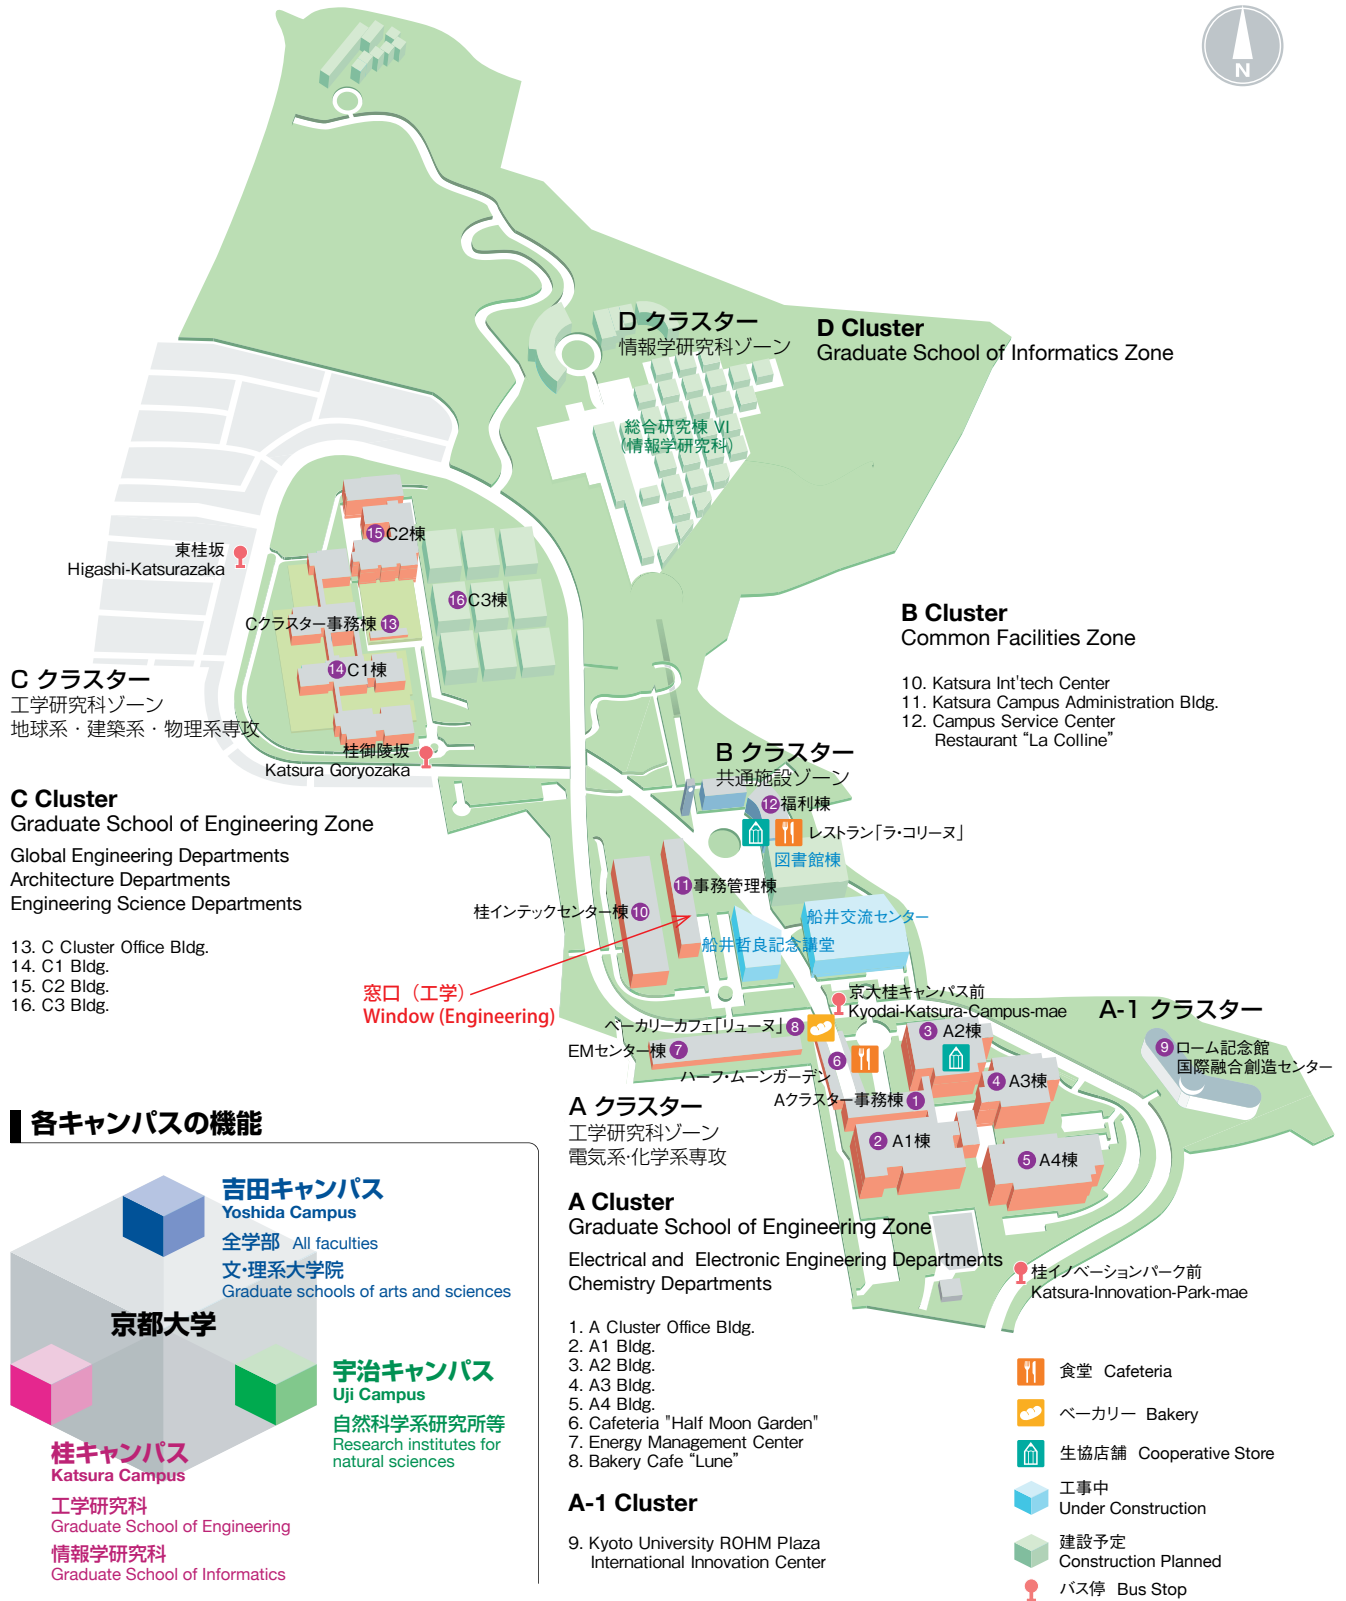 N
D クラスター
情報学研究科ゾーン
D Cluster
Graduate School of Informatics Zone
総合研究棟 VI
(情報学研究科)
東桂坂
Higashi-Katsurazaka
15 C2棟
16 C3棟
Cクラスター事務棟 13
14 C1棟
C クラスター
工学研究科ゾーン
地球系・建築系・物理系専攻
桂御陵坂
Katsura Goryozaka
B Cluster
Common Facilities Zone
10. Katsura Int'tech Center
11. Katsura Campus Administration Bldg.
12. Campus Service Center
Restaurant “La Colline”
B クラスター
共通施設ゾーン
12 福利棟
レストラン「ラ・コリーヌ」
図書館棟
C Cluster
Graduate School of Engineering Zone
Global Engineering Departments
Architecture Departments
Engineering Science Departments
13. C Cluster Office Bldg.
14. C1 Bldg.
15. C2 Bldg.
16. C3 Bldg.
11 事務管理棟
桂インテックセンター棟 10
船井交流センター
船井哲良記念講堂
窓口（工学）
Window (Engineering)
京大桂キャンパス前
Kyodai-Katsura-Campus-mae
ベーカリーカフェ「リューヌ」 8
EMセンター棟 7
ハーフ・ムーンガーデン 6
3 A2棟
4 A3棟
Aクラスター事務棟 1
2 A1棟
5 A4棟
A-1 クラスター
9 ローム記念館
国際融合創造センター
A クラスター
工学研究科ゾーン
電気系・化学系専攻
A Cluster
Graduate School of Engineering Zone
Electrical and Electronic Engineering Departments
Chemistry Departments
1. A Cluster Office Bldg.
2. A1 Bldg.
3. A2 Bldg.
4. A3 Bldg.
5. A4 Bldg.
6. Cafeteria "Half Moon Garden"
7. Energy Management Center
8. Bakery Cafe “Lune”
A-1 Cluster
9. Kyoto University ROHM Plaza
International Innovation Center
桂イノベーションパーク前
Katsura-Innovation-Park-mae
各キャンパスの機能
吉田キャンパス
Yoshida Campus
全学部 All faculties
文・理系大学院
Graduate schools of arts and sciences
京都大学
宇治キャンパス
Uji Campus
自然科学系研究所等
Research institutes for
natural sciences
桂キャンパス
Katsura Campus
工学研究科
Graduate School of Engineering
情報学研究科
Graduate School of Informatics
食堂 Cafeteria
ベーカリー Bakery
生協店舗 Cooperative Store
工事中
Under Construction
建設予定
Construction Planned
バス停 Bus Stop